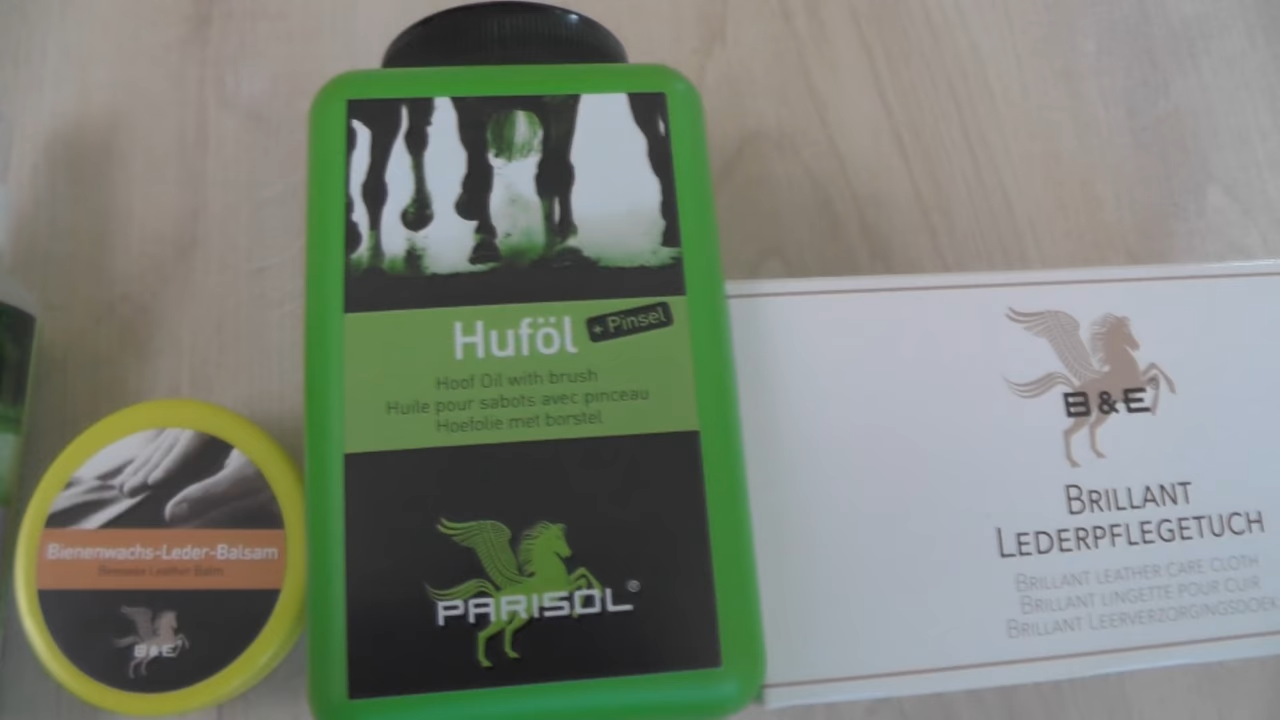 Bienenwachs-Leder-Balsam
Beeswax Leather Balm
B&E
Huföl
+ Pinsel
Hoof Oil with brush
Huile pour sabots avec pinceau
Hoefolie met borstel
PARISOL®
B & E
BRILLANT
LEDERPFLEGETUCH
BRILLANT LEATHER CARE CLOTH
BRILLANT LINGETTE POUR CUIR
BRILLANT LEERVERZORGINGSDOEK